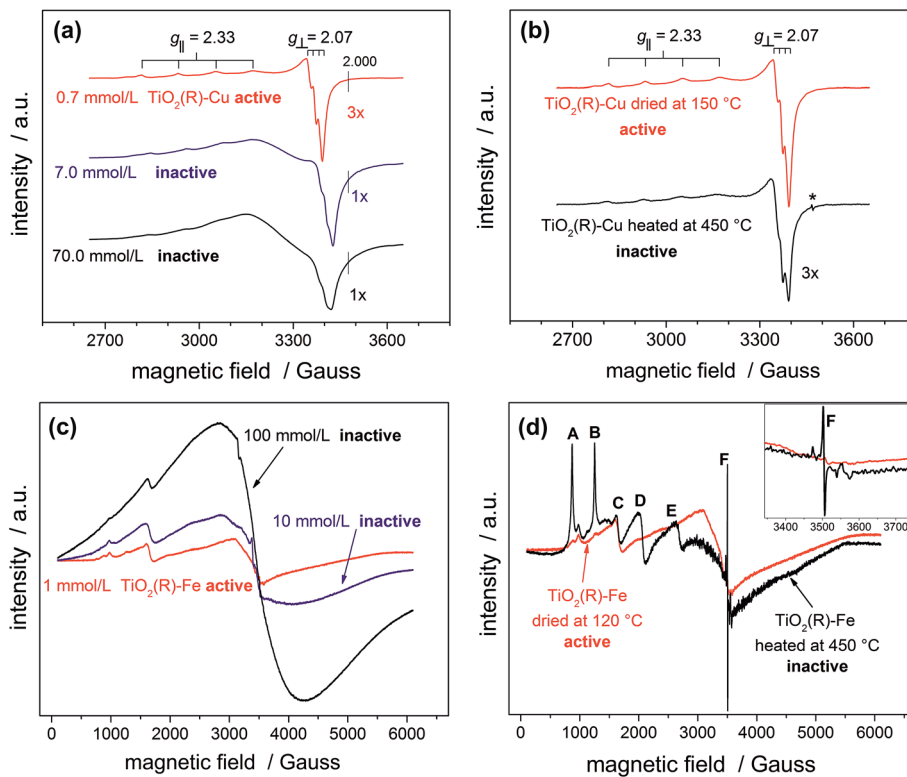 (a)
g∥ = 2.33
g⊥ = 2.07
2.000
0.7 mmol/L TiO₂(R)-Cu active
3x
7.0 mmol/L inactive
1x
70.0 mmol/L inactive
1x
intensity / a.u.
2700 3000 3300 3600
magnetic field / Gauss
(b)
g∥ = 2.33
g⊥ = 2.07
TiO₂(R)-Cu dried at 150 °C
active
*
TiO₂(R)-Cu heated at 450 °C
inactive
3x
intensity / a.u.
2700 3000 3300 3600
magnetic field / Gauss
(c)
100 mmol/L inactive
10 mmol/L inactive
1 mmol/L TiO₂(R)-Fe active
intensity / a.u.
0 1000 2000 3000 4000 5000 6000
magnetic field / Gauss
(d)
A
B
C
D
E
F
F
3400 3500 3600 3700
TiO₂(R)-Fe
dried at 120 °C
active
TiO₂(R)-Fe
heated at 450 °C
inactive
intensity / a.u.
0 1000 2000 3000 4000 5000 6000
magnetic field / Gauss